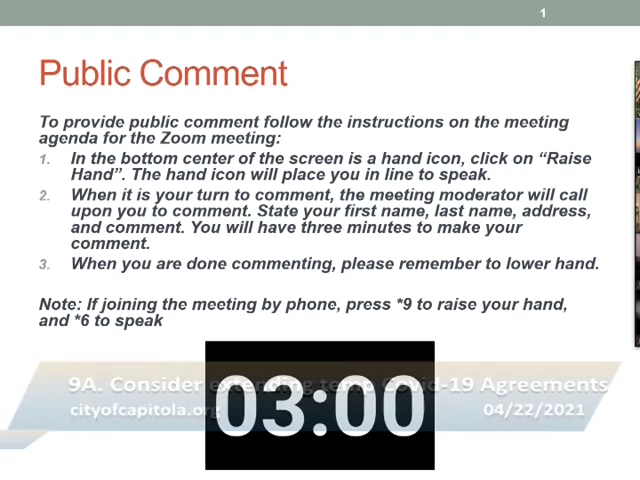 1
Public Comment
To provide public comment follow the instructions on the meeting
agenda for the Zoom meeting:
1. In the bottom center of the screen is a hand icon, click on “Raise
Hand”. The hand icon will place you in line to speak.
2. When it is your turn to comment, the meeting moderator will call
upon you to comment. State your first name, last name, address,
and comment. You will have three minutes to make your
comment.
3. When you are done commenting, please remember to lower hand.
Note: If joining the meeting by phone, press *9 to raise your hand,
and *6 to speak
9A. Consider extending temp Covid-19 Agreements
cityofcapitola.org 04/22/2021
03:00